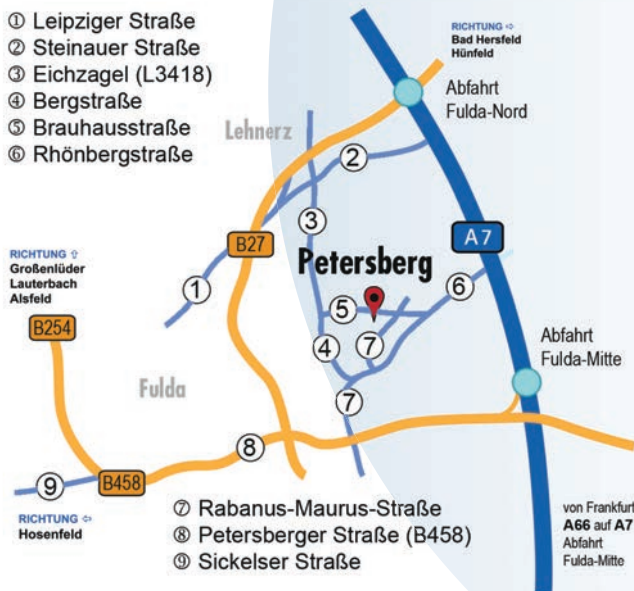 ① Leipziger Straße
② Steinauer Straße
③ Eichzagel (L3418)
④ Bergstraße
⑤ Brauhausstraße
⑥ Rhönbergstraße
RICHTUNG ⇨
Bad Hersfeld
Hünfeld
Abfahrt
Fulda-Nord
Lehnerz
②
③
B27
A7
Petersberg
RICHTUNG ⇧
Großenlüder
Lauterbach
Alsfeld
①
⑥
⑤
B254
④
⑦
Abfahrt
Fulda-Mitte
Fulda
⑦
⑧
B458
⑨
RICHTUNG ⇦
Hosenfeld
⑦ Rabanus-Maurus-Straße
⑧ Petersberger Straße (B458)
⑨ Sickelser Straße
von Frankfurt
A66 auf A7
Abfahrt
Fulda-Mitte